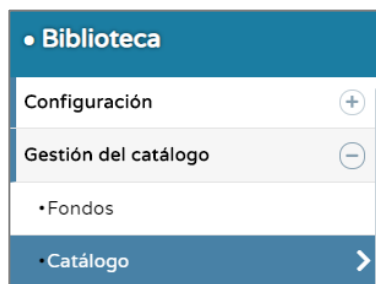 • Biblioteca
Configuración
Gestión del catálogo
•Fondos
•Catálogo